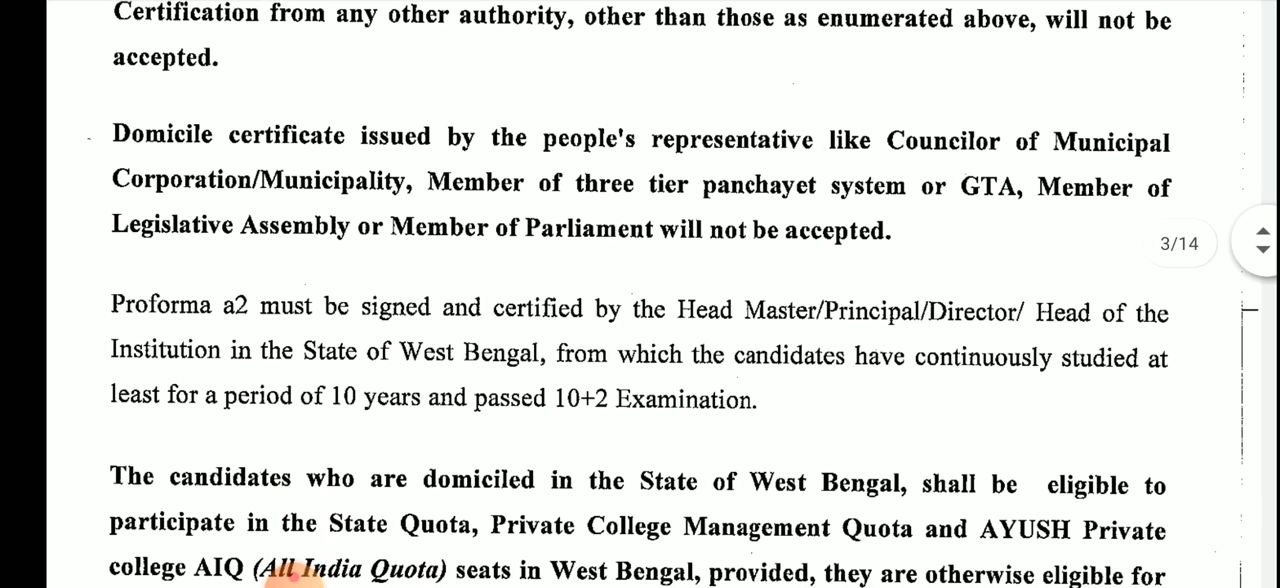 Certification from any other authority, other than those as enumerated above, will not be
accepted.
Domicile certificate issued by the people's representative like Councilor of Municipal
Corporation/Municipality, Member of three tier panchayet system or GTA, Member of
Legislative Assembly or Member of Parliament will not be accepted.
3/14
Proforma a2 must be signed and certified by the Head Master/Principal/Director/ Head of the
Institution in the State of West Bengal, from which the candidates have continuously studied at
least for a period of 10 years and passed 10+2 Examination.
The candidates who are domiciled in the State of West Bengal, shall be eligible to
participate in the State Quota, Private College Management Quota and AYUSH Private
college AIQ (All India Quota) seats in West Bengal, provided, they are otherwise eligible for